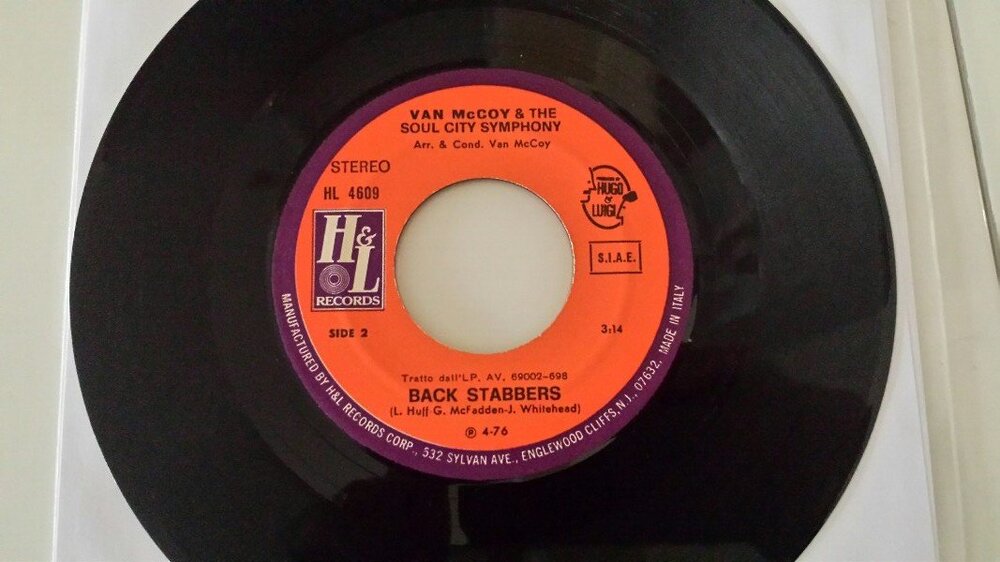 VAN McCOY & THE
SOUL CITY SYMPHONY
Arr. & Cond. Van McCoy
STEREO
HL 4609
H&L
RECORDS
PRODUCED BY
HUGO
&
LUIGI
S.I.A.E.
SIDE 2
3:14
Tratto dall'LP. AV. 69002-698
BACK STABBERS
(L. Huff-G. McFadden-J. Whitehead)
℗ 4-76
MANUFACTURED BY H&L RECORDS CORP., 532 SYLVAN AVE., ENGLEWOOD CLIFFS, N.J., 07632, MADE IN ITALY